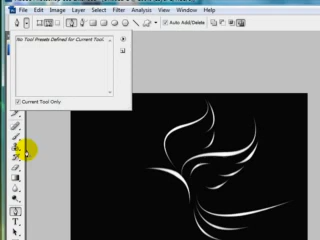 File Edit Image Layer Select Filter Analysis View Window Help
Auto Add/Delete
No Tool Presets Defined for Current Tool.
Current Tool Only
T